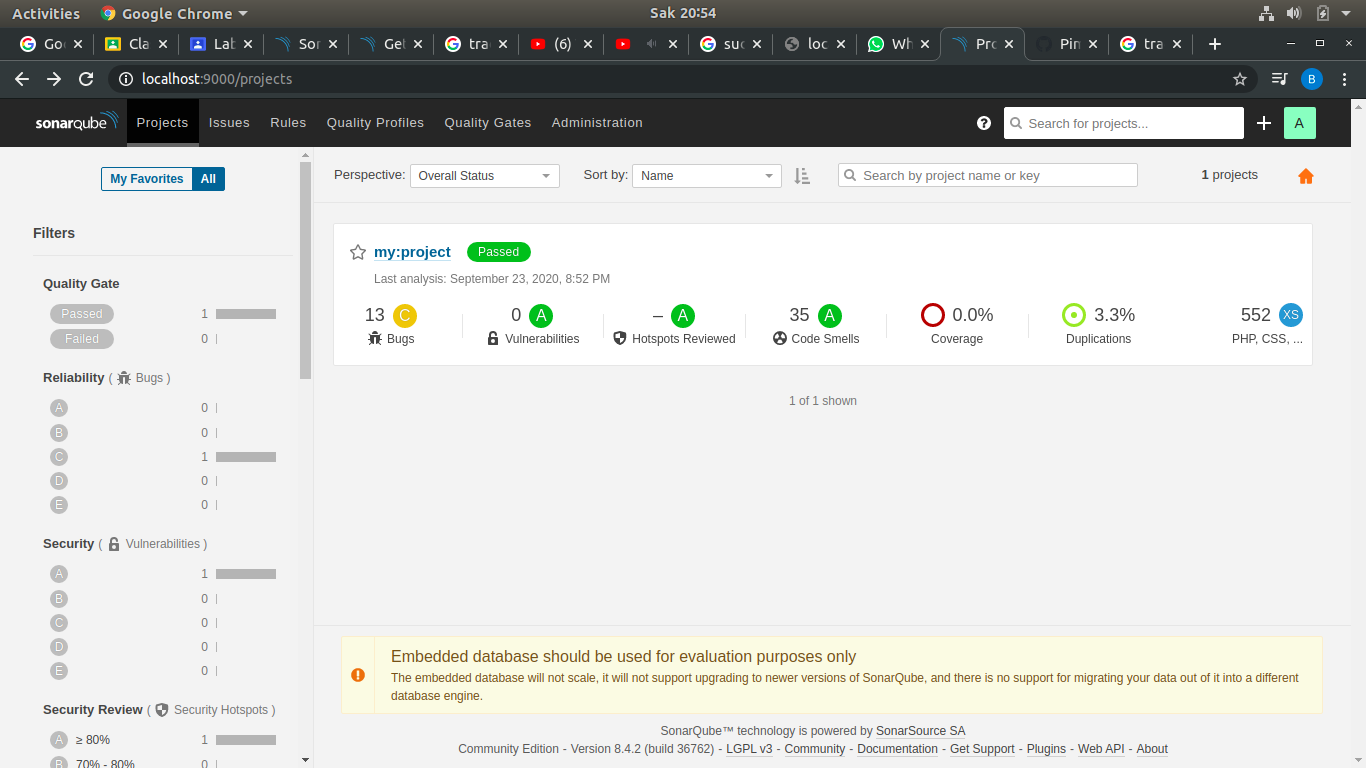 Activities Google Chrome Sak 20:54
Goo Cla Lab Son Get tra (6) suc loc Wh Pro Pin tra
localhost:9000/projects B
sonarqube Projects Issues Rules Quality Profiles Quality Gates Administration Search for projects... A
My Favorites All
Perspective: Overall Status Sort by: Name Search by project name or key 1 projects
Filters
Quality Gate
Passed 1
Failed 0
Reliability ( Bugs )
A 0
B 0
C 1
D 0
E 0
Security ( Vulnerabilities )
A 1
B 0
C 0
D 0
E 0
Security Review ( Security Hotspots )
A ≥ 80% 1
B 70% - 80% 0
my:project Passed
Last analysis: September 23, 2020, 8:52 PM
13 C 0 A – A 35 A 0.0% 3.3% 552 XS
Bugs Vulnerabilities Hotspots Reviewed Code Smells Coverage Duplications PHP, CSS, ...
1 of 1 shown
Embedded database should be used for evaluation purposes only
The embedded database will not scale, it will not support upgrading to newer versions of SonarQube, and there is no support for migrating your data out of it into a different
database engine.
SonarQube™ technology is powered by SonarSource SA
Community Edition - Version 8.4.2 (build 36762) - LGPL v3 - Community - Documentation - Get Support - Plugins - Web API - About